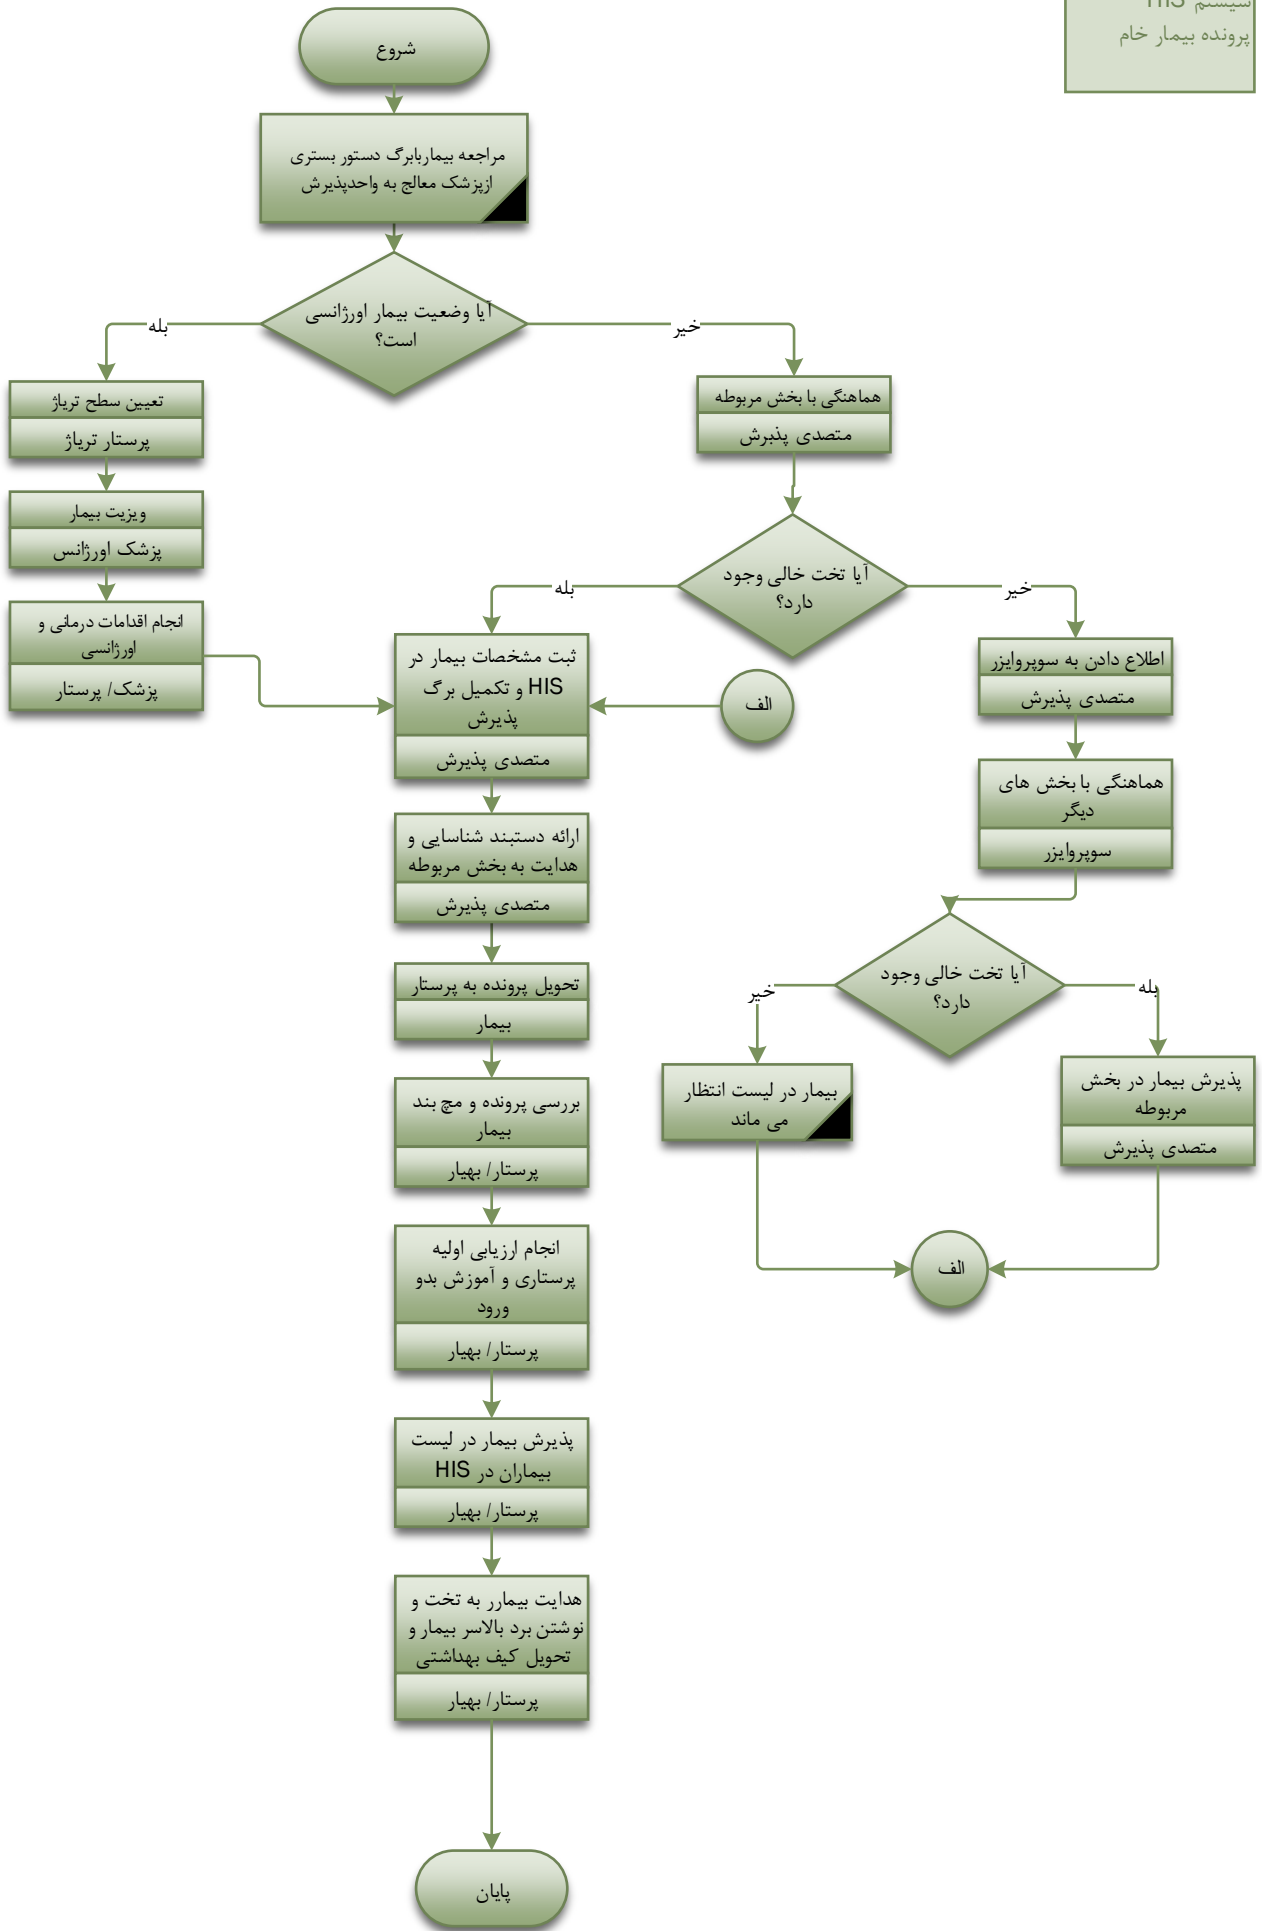 سیستم HIS
پرونده بیمار خام
شروع
مراجعه بیماربابرگ دستور بستری
ازپزشک معالج به واحدپذیرش
آیا وضعیت بیمار اورژانسی
است؟
بله
خیر
تعیین سطح تریاژ
پرستار تریاژ
ویزیت بیمار
پزشک اورژانس
انجام اقدامات درمانی و
اورژانسی
پزشک/ پرستار
هماهنگی با بخش مربوطه
متصدی پذبرش
آیا تخت خالی وجود
دارد؟
بله
خیر
ثبت مشخصات بیمار در
HIS و تکمیل برگ
پذیرش
متصدی پذیرش
الف
اطلاع دادن به سوپروایزر
متصدی پذیرش
هماهنگی با بخش های
دیگر
سوپروایزر
آیا تخت خالی وجود
دارد؟
خیر
بله
بیمار در لیست انتظار
می ماند
پذیرش بیمار در بخش
مربوطه
متصدی پذیرش
الف
ارائه دستبند شناسایی و
هدایت به بخش مربوطه
متصدی پذیرش
تحویل پرونده به پرستار
بیمار
بررسی پرونده و مچ بند
بیمار
پرستار/ بهیار
انجام ارزیابی اولیه
پرستاری و آموزش بدو
ورود
پرستار/ بهیار
پذیرش بیمار در لیست
بیماران در HIS
پرستار/ بهیار
هدایت بیمارر به تخت و
نوشتن برد بالاسر بیمار و
تحویل کیف بهداشتی
پرستار/ بهیار
پایان